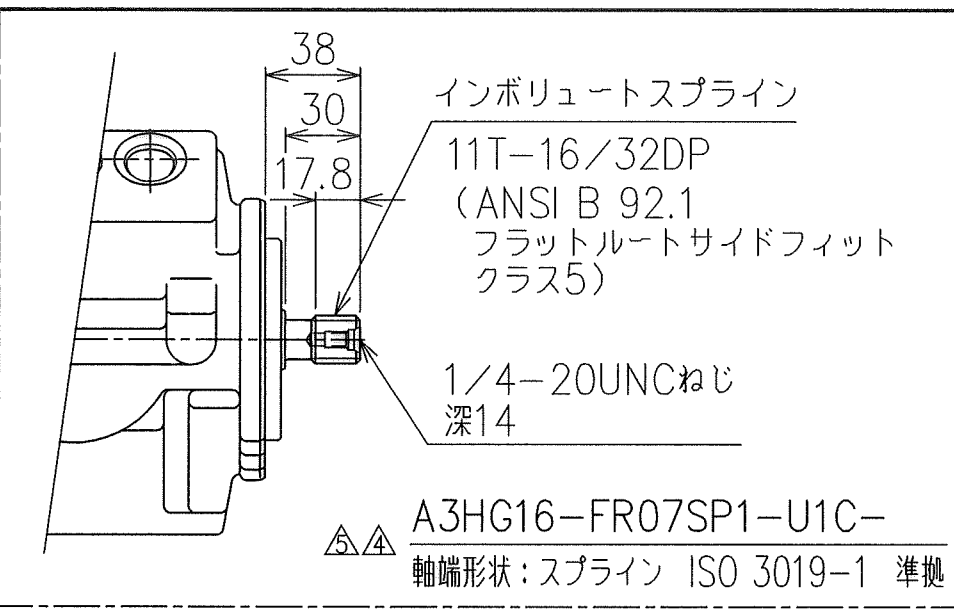 38
30
17.8
インボリュートスプライン
11T-16/32DP
(ANSI B 92.1
フラットルートサイドフィット
クラス5)
1/4-20UNCねじ
深14
5 4 A3HG16-FR07SP1-U1C-
軸端形状:スプライン ISO 3019-1 準拠